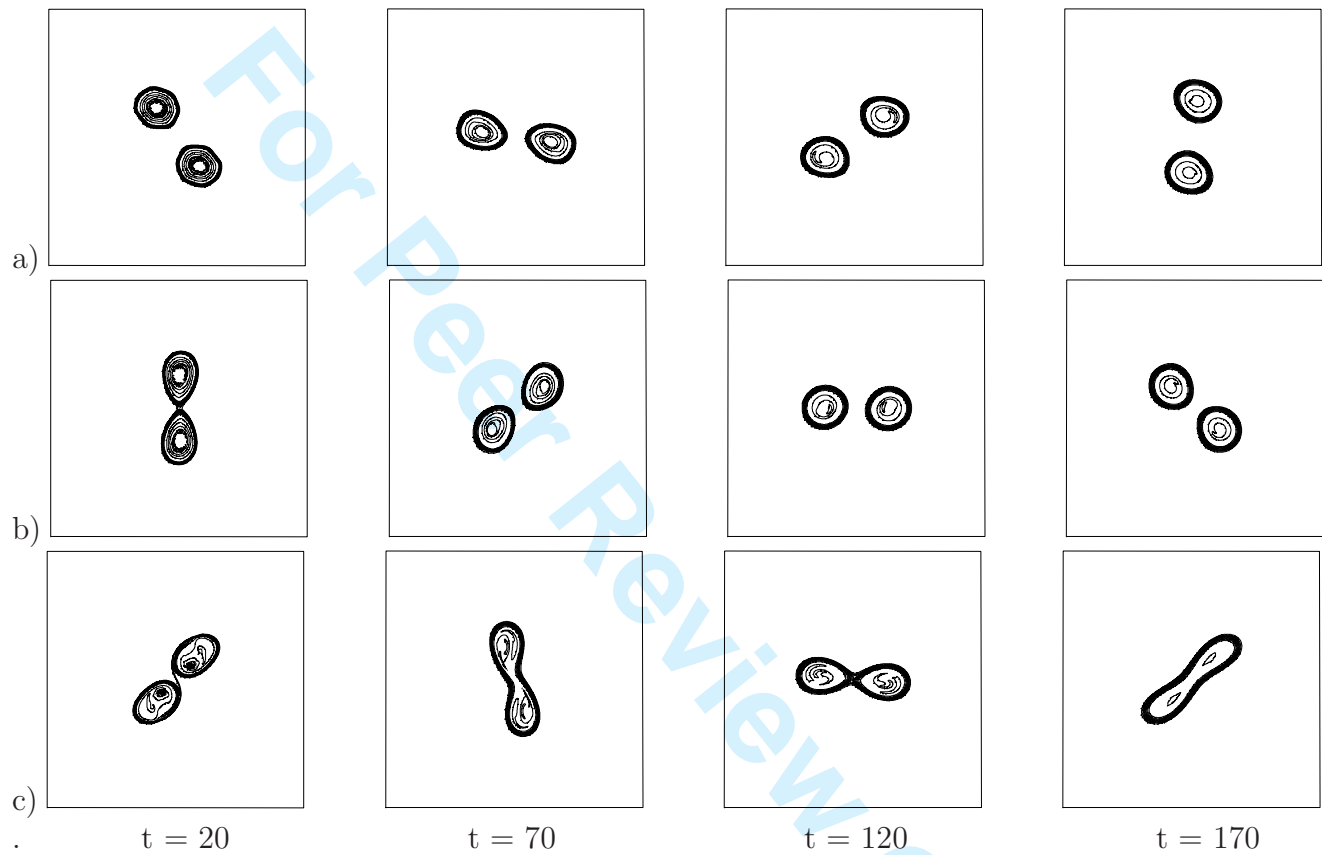 a)
b)
c)
. t = 20 t = 70 t = 120 t = 170
For Peer Review